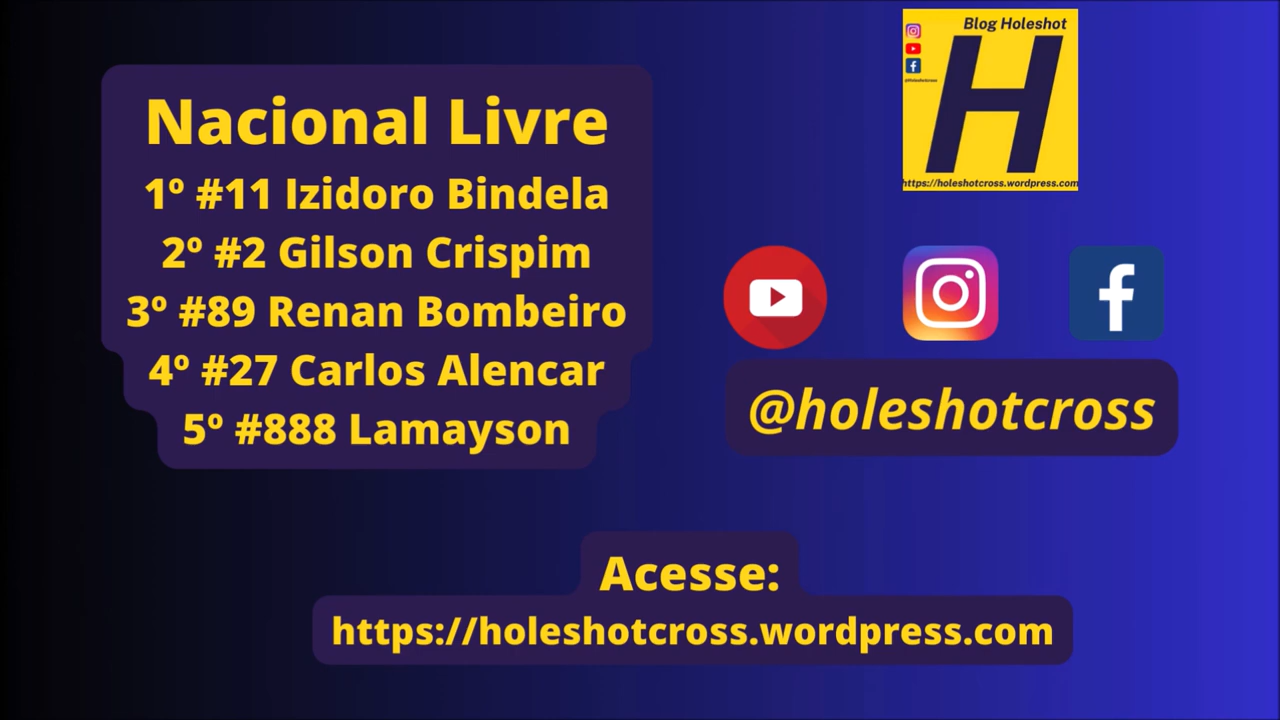 Nacional Livre
1º #11 Izidoro Bindela
2º #2 Gilson Crispim
3º #89 Renan Bombeiro
4º #27 Carlos Alencar
5º #888 Lamayson
Blog Holeshot
@holeshotcross
H
https://holeshotcross.wordpress.com
@holeshotcross
Acesse:
https://holeshotcross.wordpress.com